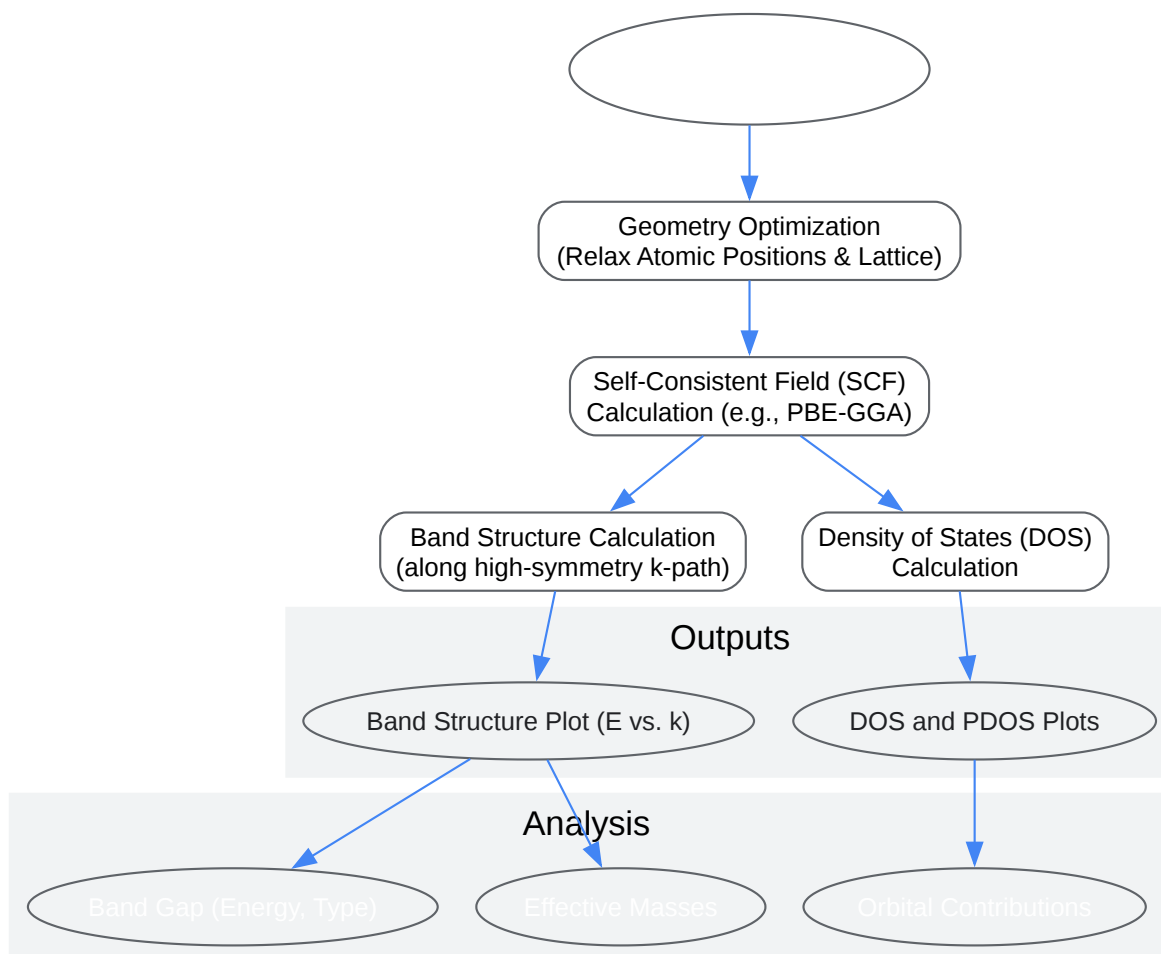 Geometry Optimization
(Relax Atomic Positions & Lattice)
Self-Consistent Field (SCF)
Calculation (e.g., PBE-GGA)
Band Structure Calculation
(along high-symmetry k-path)
Density of States (DOS)
Calculation
Outputs
Band Structure Plot (E vs. k)
DOS and PDOS Plots
Analysis
Band Gap (Energy, Type)
Effective Masses
Orbital Contributions